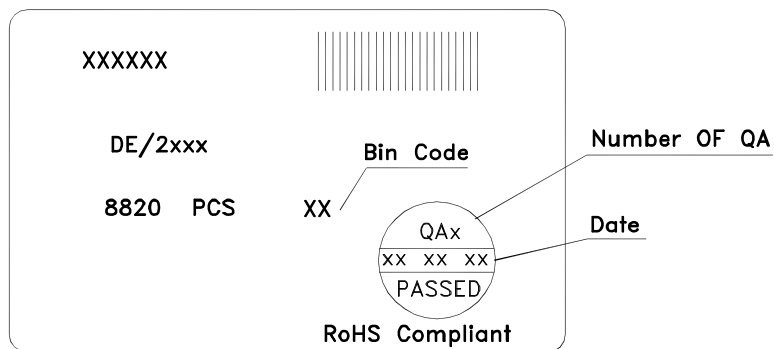 XXXXXX
DE/2xxx
Bin Code
Number OF QA
8820 PCS
XX
QAx
Date
xx xx xx
PASSED
RoHS Compliant